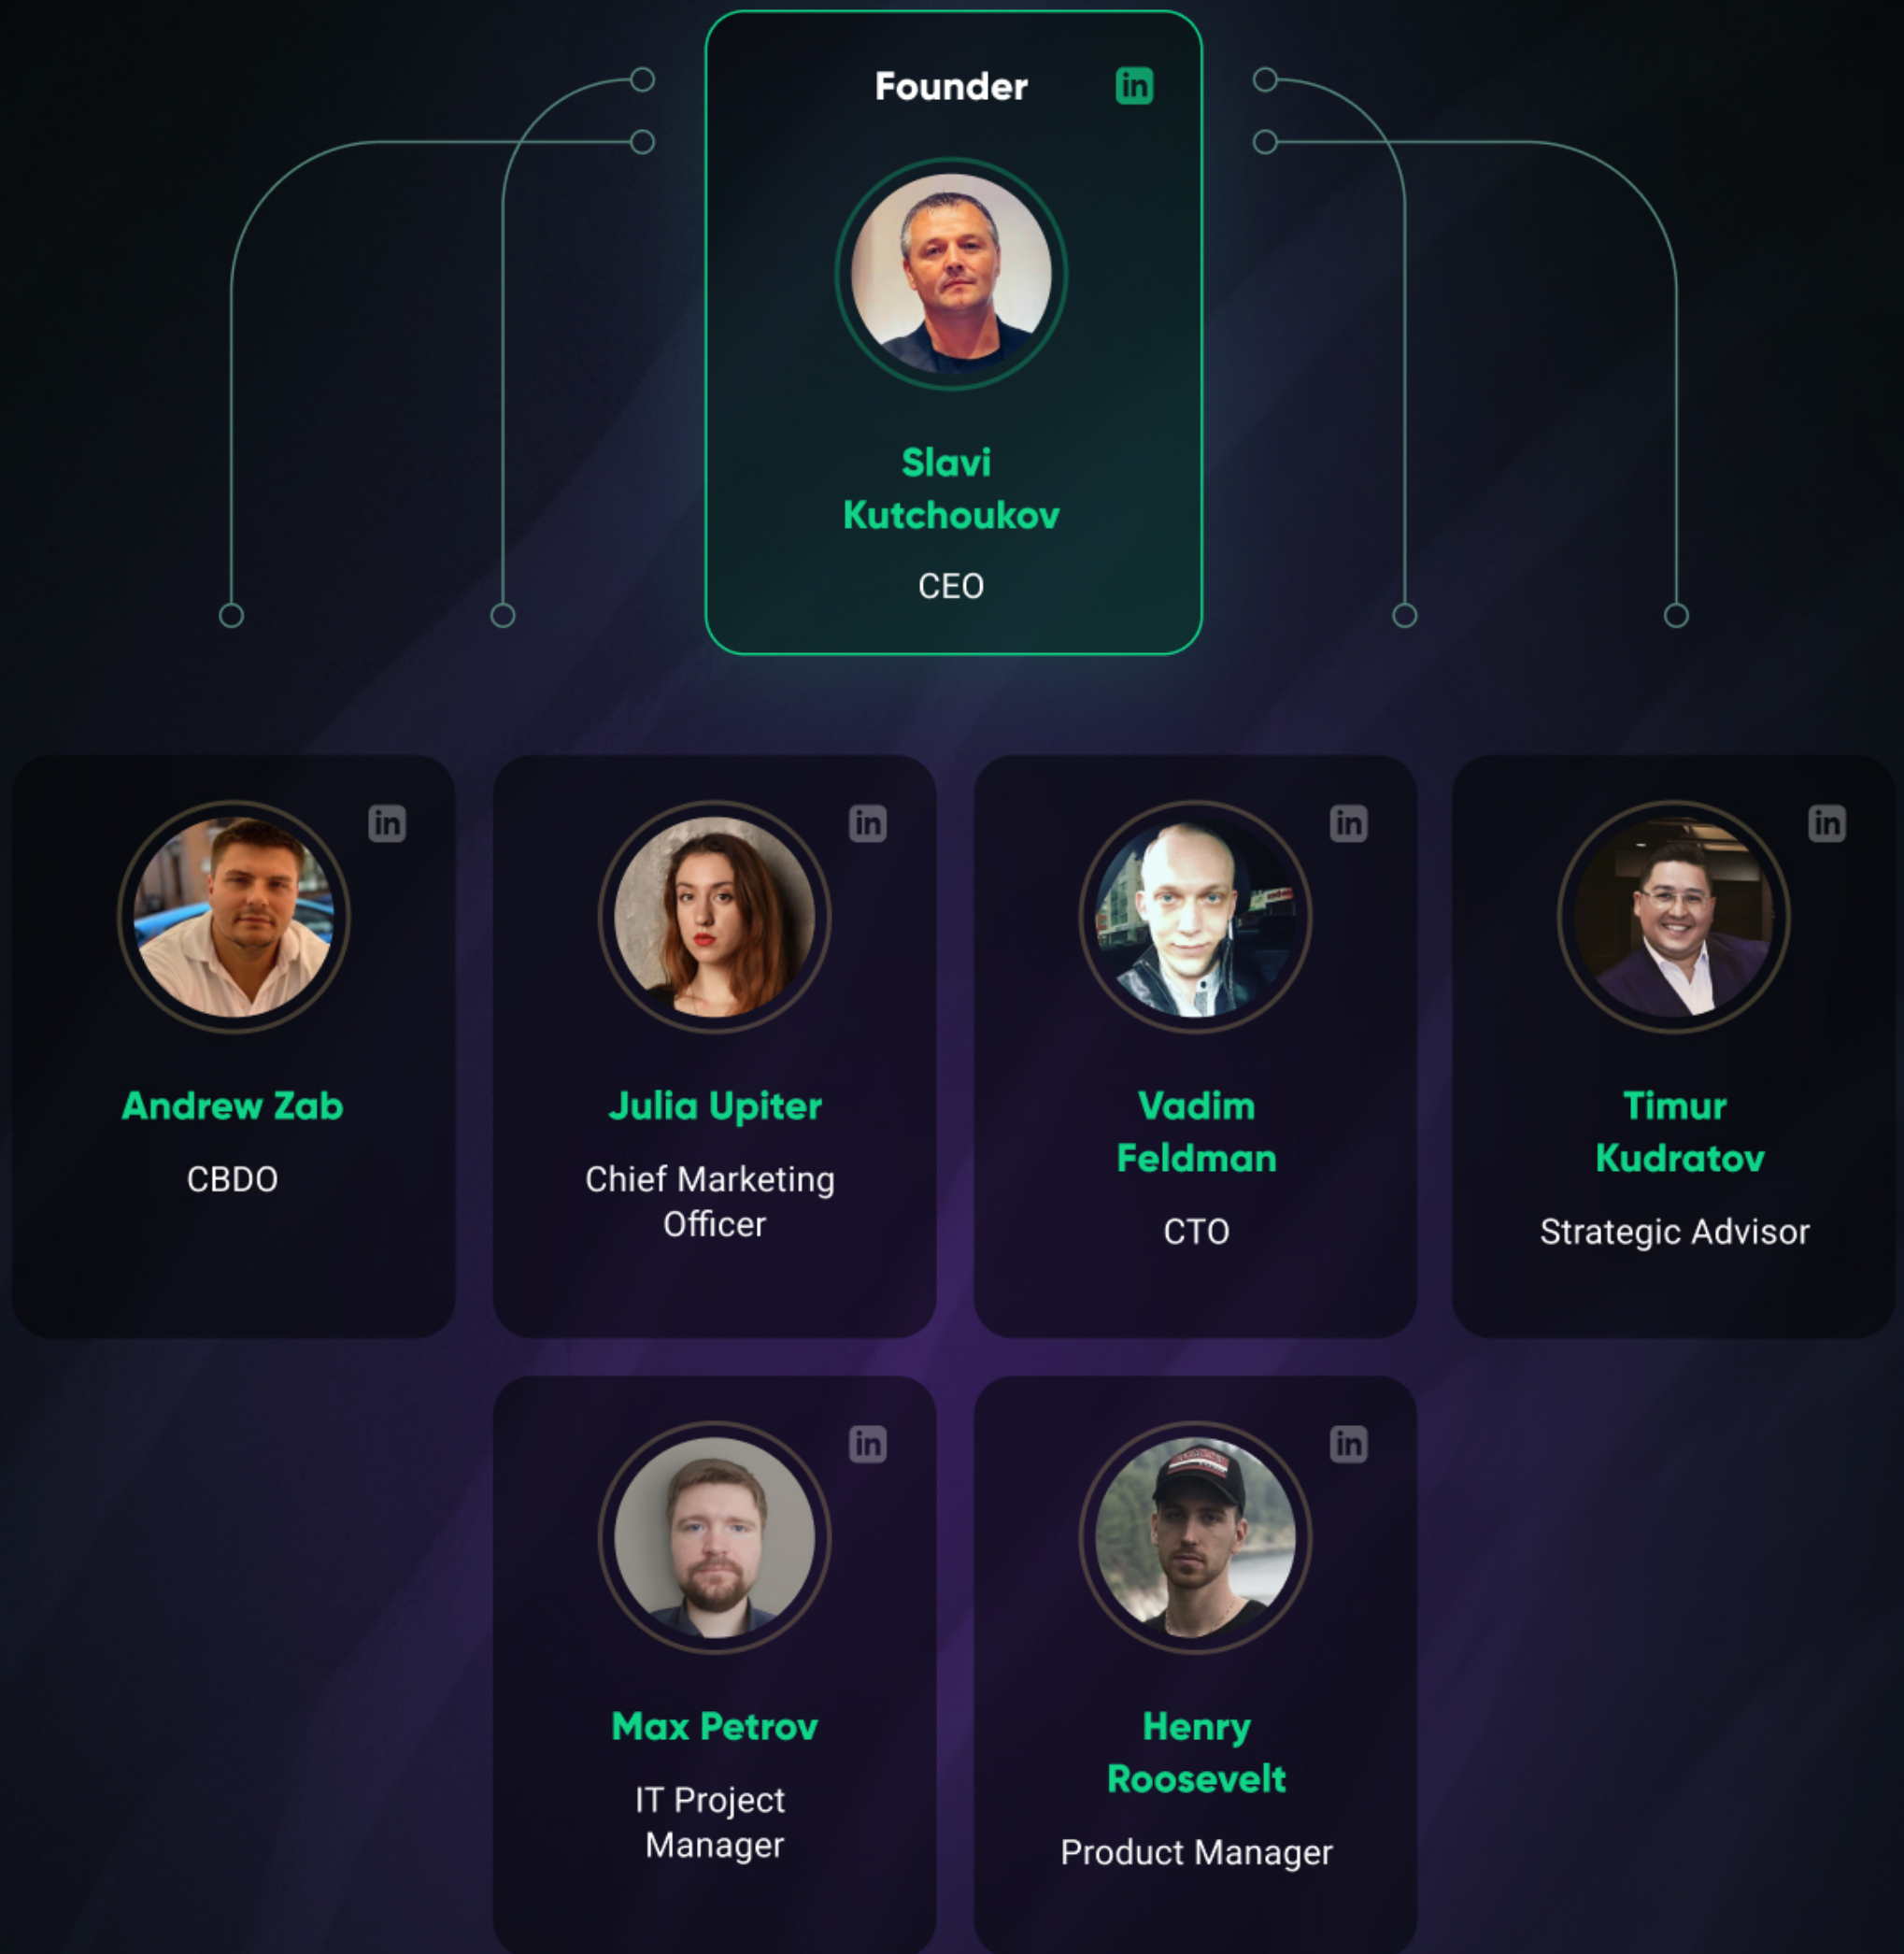 Founder
in
Slavi
Kutchoukov
CEO
in
in
in
in
Andrew Zab
CBDO
Julia Upiter
Chief Marketing
Officer
Vadim
Feldman
CTO
Timur
Kudratov
Strategic Advisor
in
in
Max Petrov
IT Project
Manager
Henry
Roosevelt
Product Manager